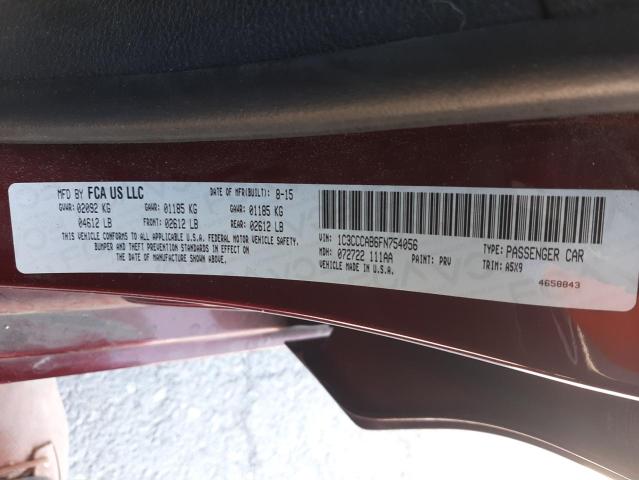 MFD BY FCA US LLC
DATE OF MFR(BUILT): 8-15
GVWR: 02092 KG GAWR: 01185 KG GAWR: 01185 KG
04612 LB FRONT: 02612 LB REAR: 02612 LB
THIS VEHICLE CONFORMS TO ALL APPLICABLE U.S.A. FEDERAL MOTOR VEHICLE SAFETY,
BUMPER AND THEFT PREVENTION STANDARDS IN EFFECT ON
THE DATE OF MANUFACTURE SHOWN ABOVE.
VIN: 1C3CCCAB6FN754056 TYPE: PASSENGER CAR
MDH: 072722 111AA PAINT: PRV TRIM: A5X9
VEHICLE MADE IN U.S.A.
4658843